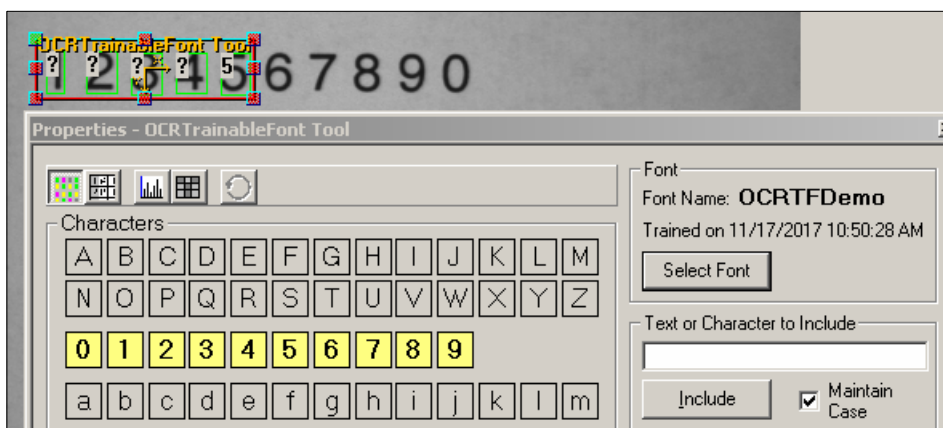 OCRTrainableFont Tool
? ? ? ? 5
1 2 3 4 5 6 7 8 9 0
Properties - OCRTrainableFont Tool
Characters
A B C D E F G H I J K L M
N O P Q R S T U V W X Y Z
0 1 2 3 4 5 6 7 8 9
a b c d e f g h i j k l m
Font
Font Name: OCRTFDemo
Trained on 11/17/2017 10:50:28 AM
Select Font
Text or Character to Include
Include
Maintain
Case